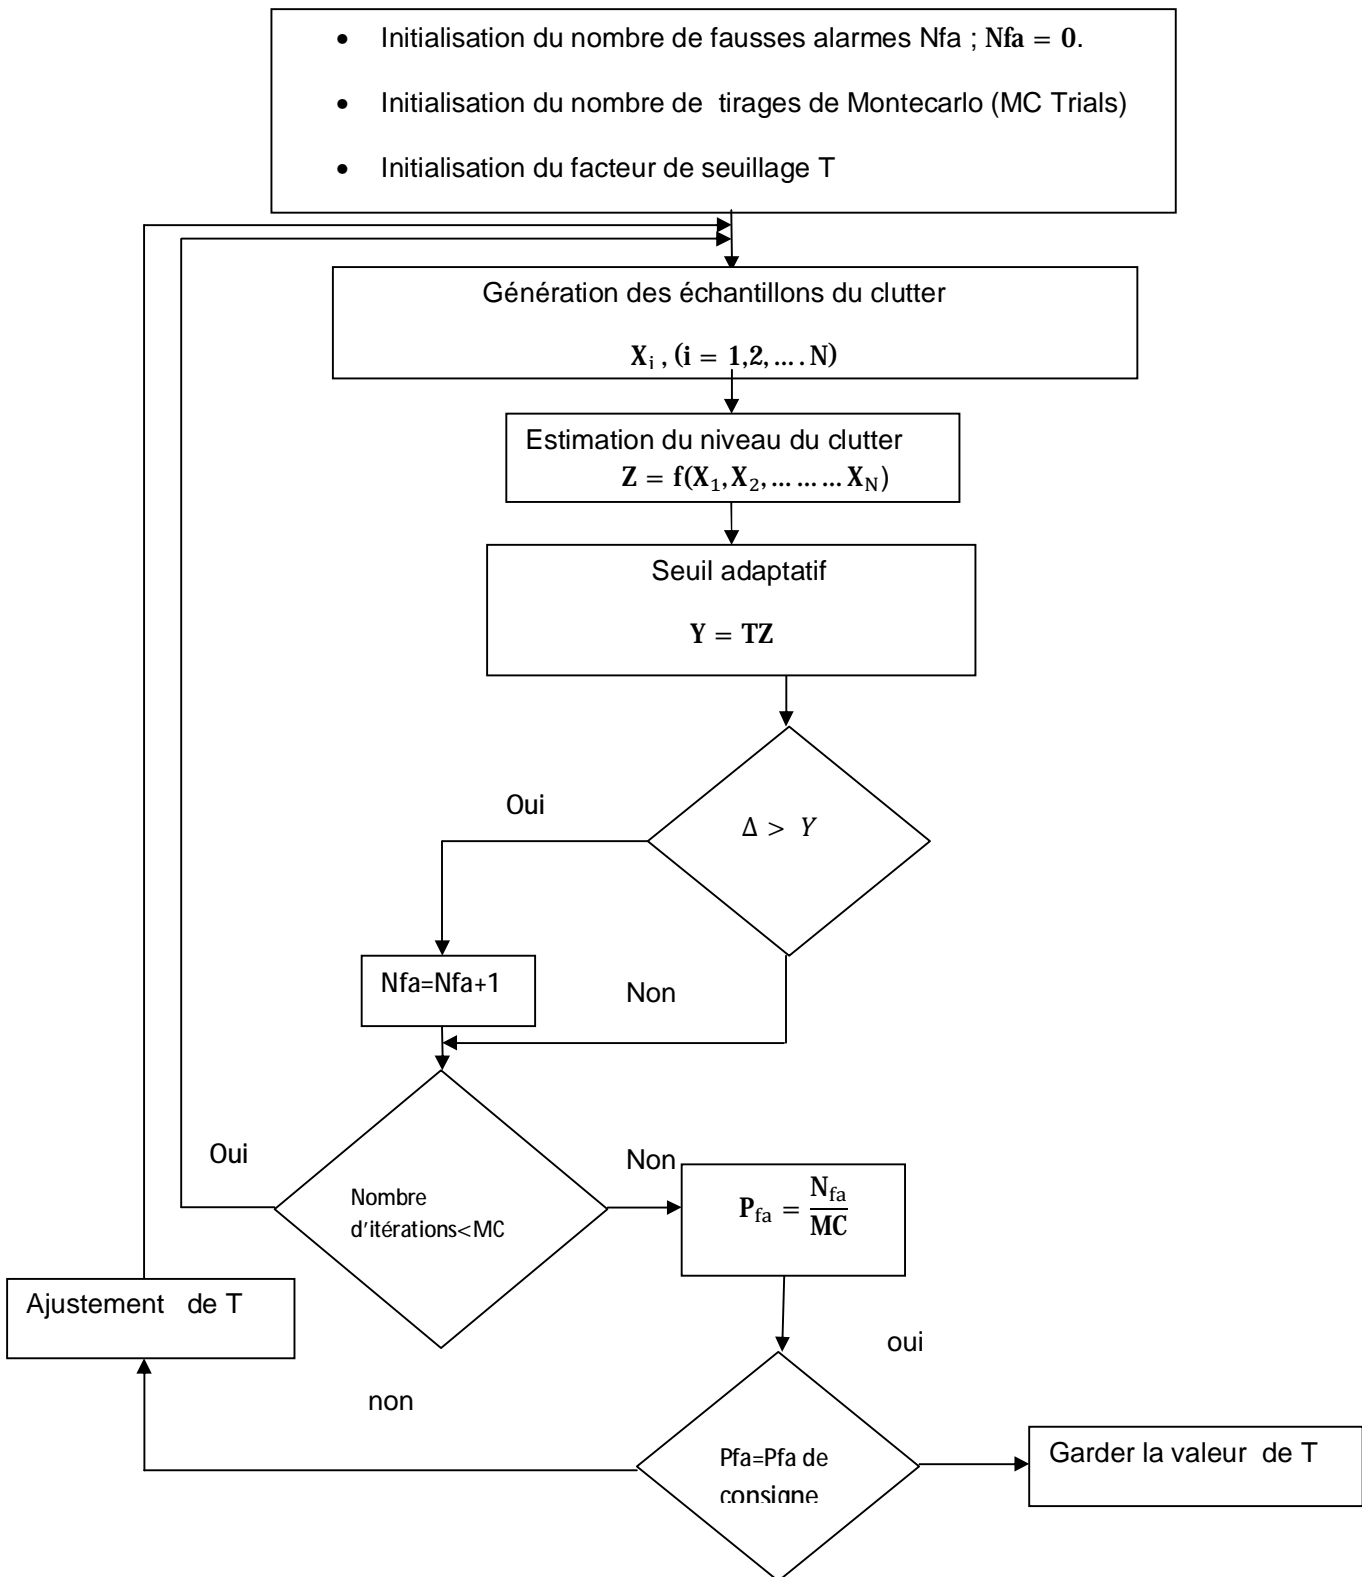 • Initialisation du nombre de fausses alarmes Nfa ; Nfa = 0.
• Initialisation du nombre de tirages de Montecarlo (MC Trials)
• Initialisation du facteur de seuillage T
Génération des échantillons du clutter
Xᵢ , (i = 1,2, … . N)
Estimation du niveau du clutter
Z = f(X₁, X₂, … … … X_N)
Seuil adaptatif
Y = TZ
Oui
Δ > Y
Nfa=Nfa+1
Non
Oui
Non
Nombre
d'itérations<MC
P_fa = N_fa / MC
Ajustement de T
oui
non
Pfa=Pfa de
consigne
Garder la valeur de T